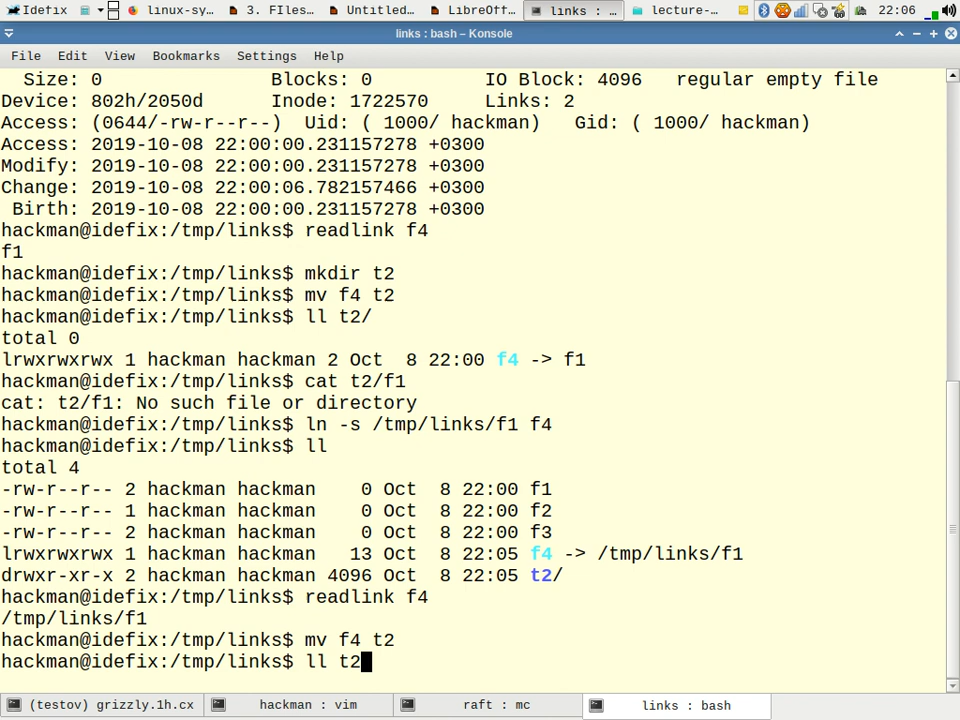 Idefix linux-sy… 3. FIles… Untitled… LibreOff… links : … lecture-… 22:06
links : bash – Konsole
File Edit View Bookmarks Settings Help
  Size: 0               Blocks: 0          IO Block: 4096   regular empty file
Device: 802h/2050d      Inode: 1722570     Links: 2
Access: (0644/-rw-r--r--)  Uid: ( 1000/ hackman)   Gid: ( 1000/ hackman)
Access: 2019-10-08 22:00:00.231157278 +0300
Modify: 2019-10-08 22:00:00.231157278 +0300
Change: 2019-10-08 22:00:06.782157466 +0300
 Birth: 2019-10-08 22:00:00.231157278 +0300
hackman@idefix:/tmp/links$ readlink f4
f1
hackman@idefix:/tmp/links$ mkdir t2
hackman@idefix:/tmp/links$ mv f4 t2
hackman@idefix:/tmp/links$ ll t2/
total 0
lrwxrwxrwx 1 hackman hackman 2 Oct  8 22:00 f4 -> f1
hackman@idefix:/tmp/links$ cat t2/f1
cat: t2/f1: No such file or directory
hackman@idefix:/tmp/links$ ln -s /tmp/links/f1 f4
hackman@idefix:/tmp/links$ ll
total 4
-rw-r--r-- 2 hackman hackman    0 Oct  8 22:00 f1
-rw-r--r-- 1 hackman hackman    0 Oct  8 22:00 f2
-rw-r--r-- 2 hackman hackman    0 Oct  8 22:00 f3
lrwxrwxrwx 1 hackman hackman   13 Oct  8 22:05 f4 -> /tmp/links/f1
drwxr-xr-x 2 hackman hackman 4096 Oct  8 22:05 t2/
hackman@idefix:/tmp/links$ readlink f4
/tmp/links/f1
hackman@idefix:/tmp/links$ mv f4 t2
hackman@idefix:/tmp/links$ ll t2
(testov) grizzly.1h.cx hackman : vim raft : mc links : bash